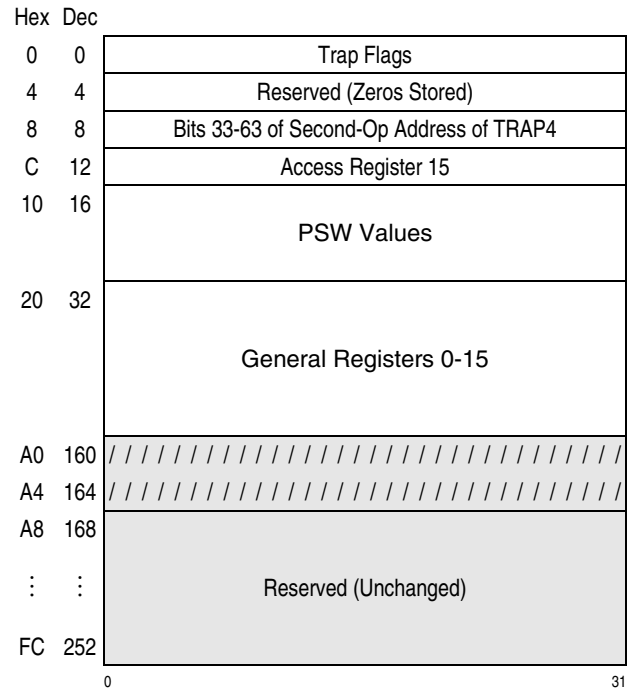 Hex Dec
0 0 Trap Flags
4 4 Reserved (Zeros Stored)
8 8 Bits 33-63 of Second-Op Address of TRAP4
C 12 Access Register 15
10 16
PSW Values
20 32
General Registers 0-15
A0 160 / / / / / / / / / / / / / / / / / / / / / / / / / / / / / / / / /
A4 164 / / / / / / / / / / / / / / / / / / / / / / / / / / / / / / / / /
A8 168
⋮ ⋮ Reserved (Unchanged)
FC 252
0 31